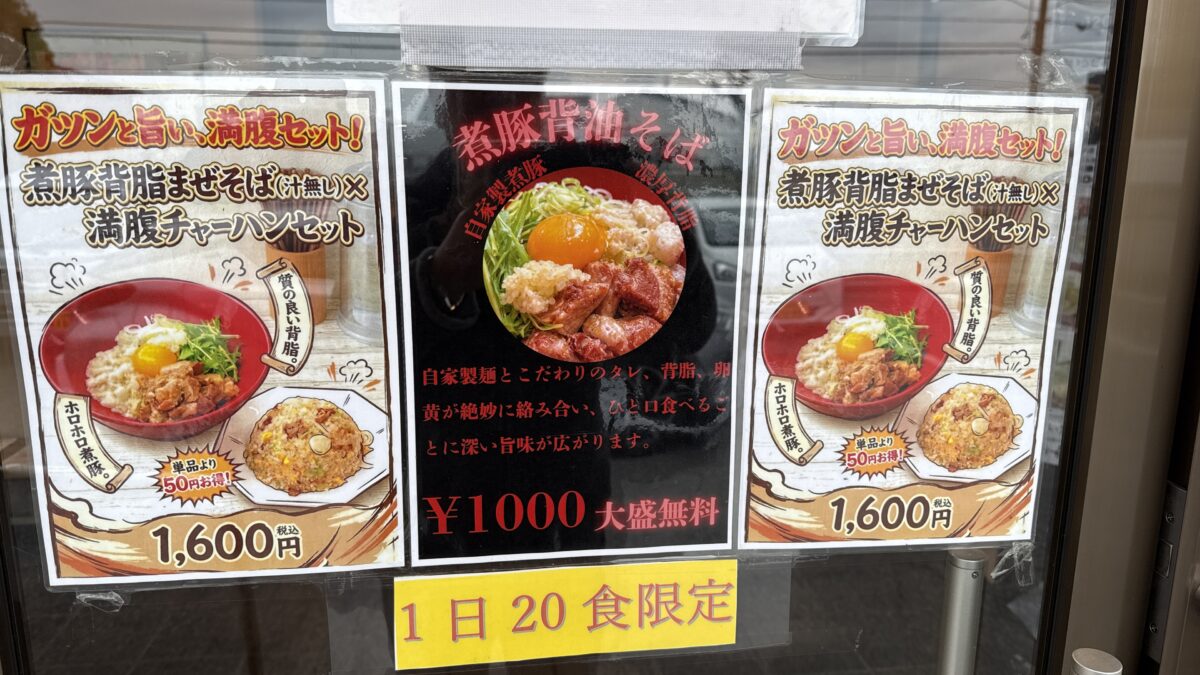 ガツンと旨い、満腹セット!
煮豚背脂まぜそば(汁無し)×
満腹チャーハンセット
質の良い背脂。
ホロホロ煮豚。
単品より
50円お得!
1,600円
税込
煮豚背油そば
自家製煮豚
自家製麺とこだわりのタレ、背脂、卵
黄が絶妙に絡み合い、ひと口食べるご
とに深い旨味が広がります。
¥1000 大盛無料
1日20食限定
ガツンと旨い、満腹セット!
煮豚背脂まぜそば(汁無し)×
満腹チャーハンセット
質の良い背脂。
ホロホロ煮豚。
単品より
50円お得!
1,600円
税込